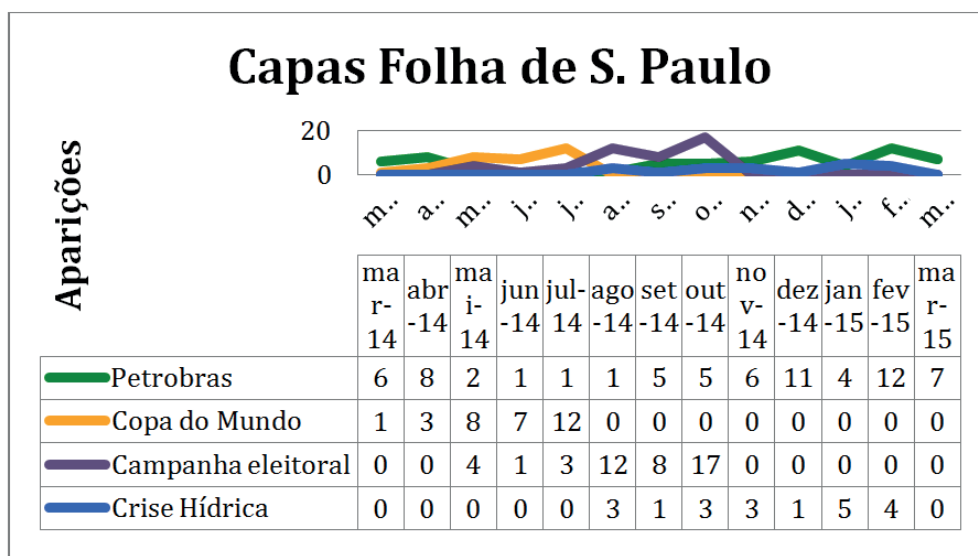 Capas Folha de S. Paulo
Aparições
20
0
m.. a.. m.. j.. j.. a.. s.. o.. n.. d.. j.. f.. m..
mar-14 abr-14 mai-14 jun-14 jul-14 ago-14 set-14 out-14 nov-14 dez-14 jan-15 fev-15 mar-15
Petrobras 6 8 2 1 1 1 5 5 6 11 4 12 7
Copa do Mundo 1 3 8 7 12 0 0 0 0 0 0 0 0
Campanha eleitoral 0 0 4 1 3 12 8 17 0 0 0 0 0
Crise Hídrica 0 0 0 0 0 3 1 3 3 1 5 4 0